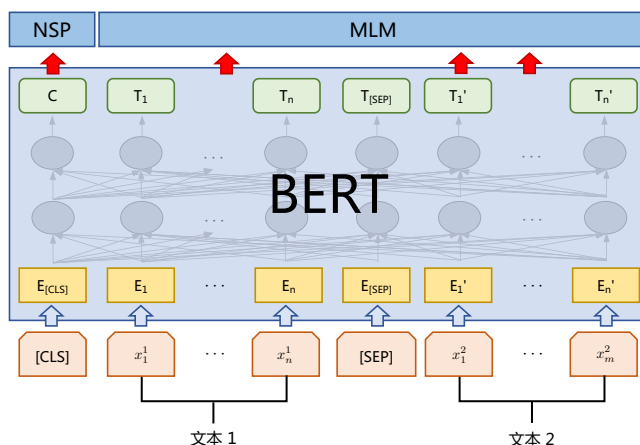 NSP MLM
C T₁ Tₙ T[SEP] T₁' Tₙ'
... ...
BERT
... ...
E[CLS] E₁ ... Eₙ E[SEP] E₁' ... Eₙ'
[CLS] x₁¹ ... xₙ¹ [SEP] x₁² ... xₘ²
文本 1 文本 2